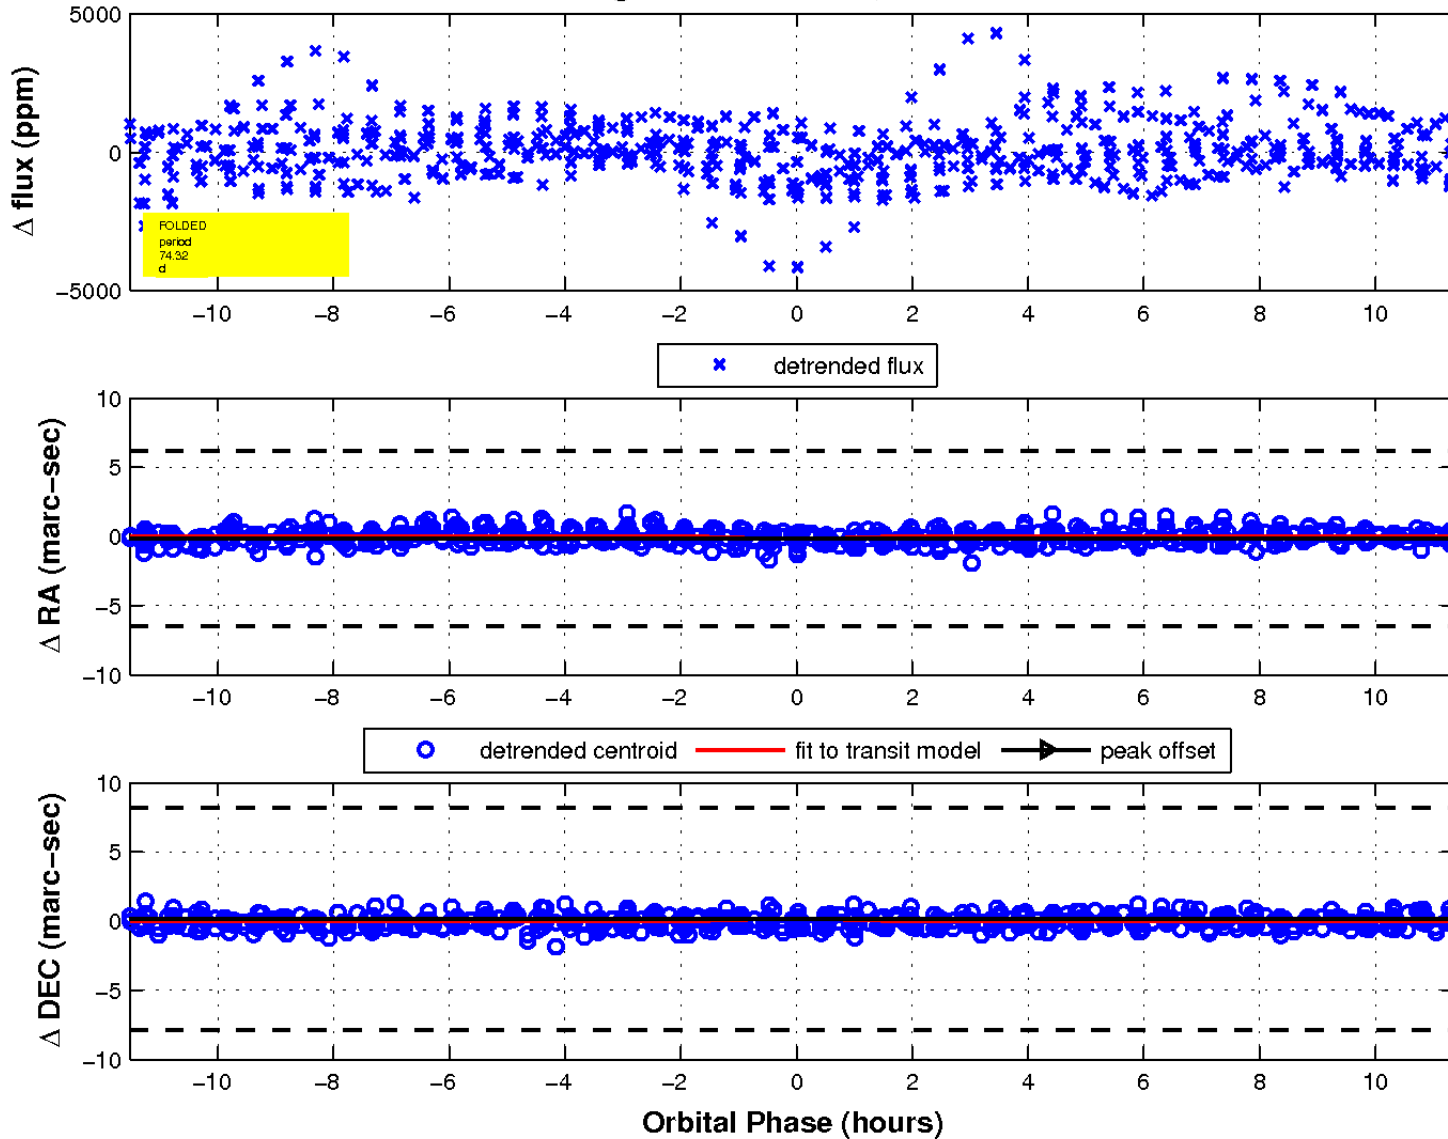 5000
0
−5000
Δ flux (ppm)
FOLDED
period
74.32
d
−10 −8 −6 −4 −2 0 2 4 6 8 10
detrended flux
10
5
0
−5
−10
Δ RA (marc−sec)
−10 −8 −6 −4 −2 0 2 4 6 8 10
detrended centroid fit to transit model peak offset
10
5
0
−5
−10
Δ DEC (marc−sec)
−10 −8 −6 −4 −2 0 2 4 6 8 10
Orbital Phase (hours)